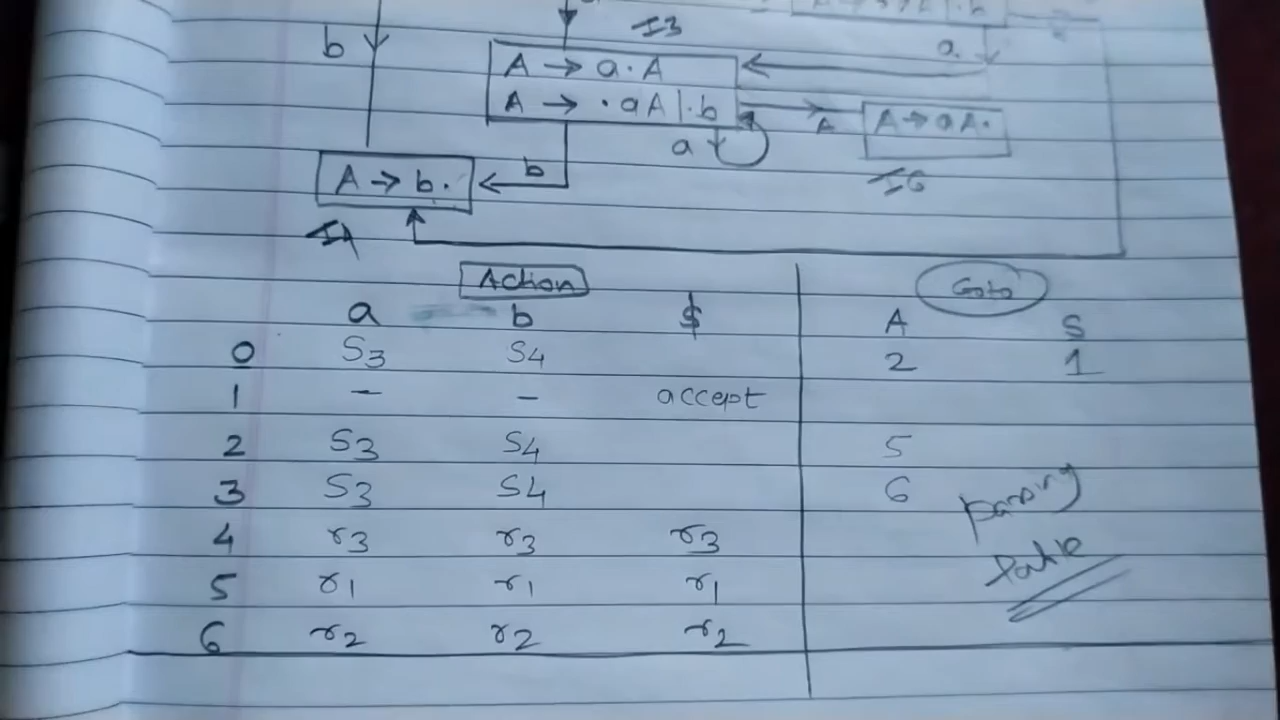 b I3 a
A → a.A
A → .aA|.b A A → aA.
a
I6
A → b. b
I4
Action Goto
a b $ A S
0 S3 S4 2 1
1 - - accept
2 S3 S4 5
3 S3 S4 6
4 r3 r3 r3
5 r1 r1 r1
6 r2 r2 r2
parsing
table